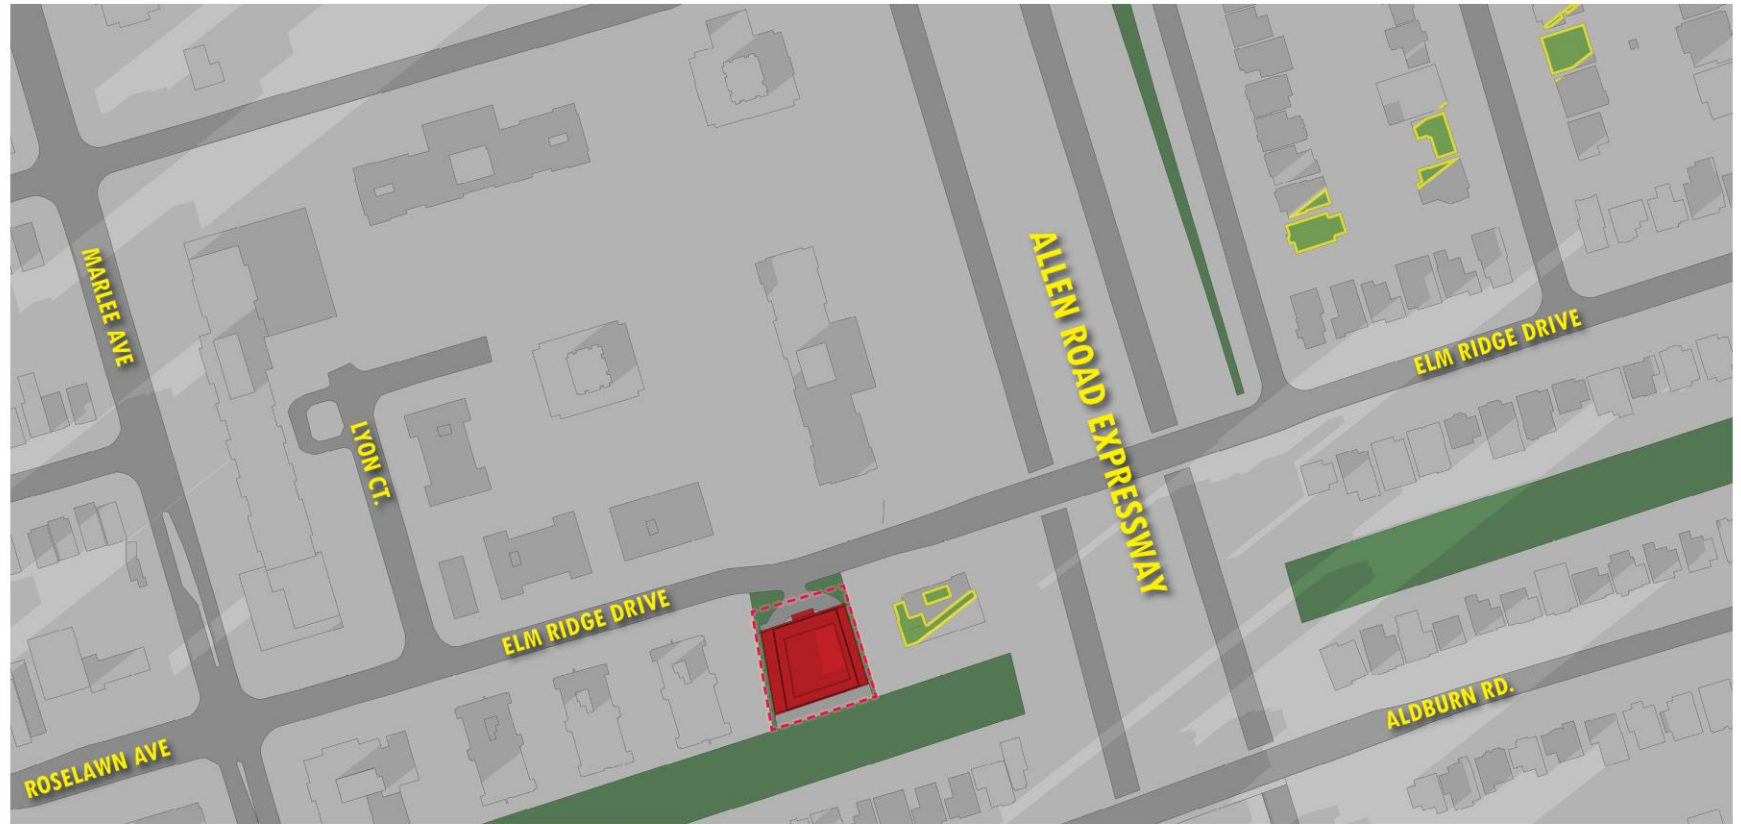 MARLEE AVE
ALLEN ROAD EXPRESSWAY
ELM RIDGE DRIVE
LYON CT.
ELM RIDGE DRIVE
ALDBURN RD.
ROSELAWN AVE